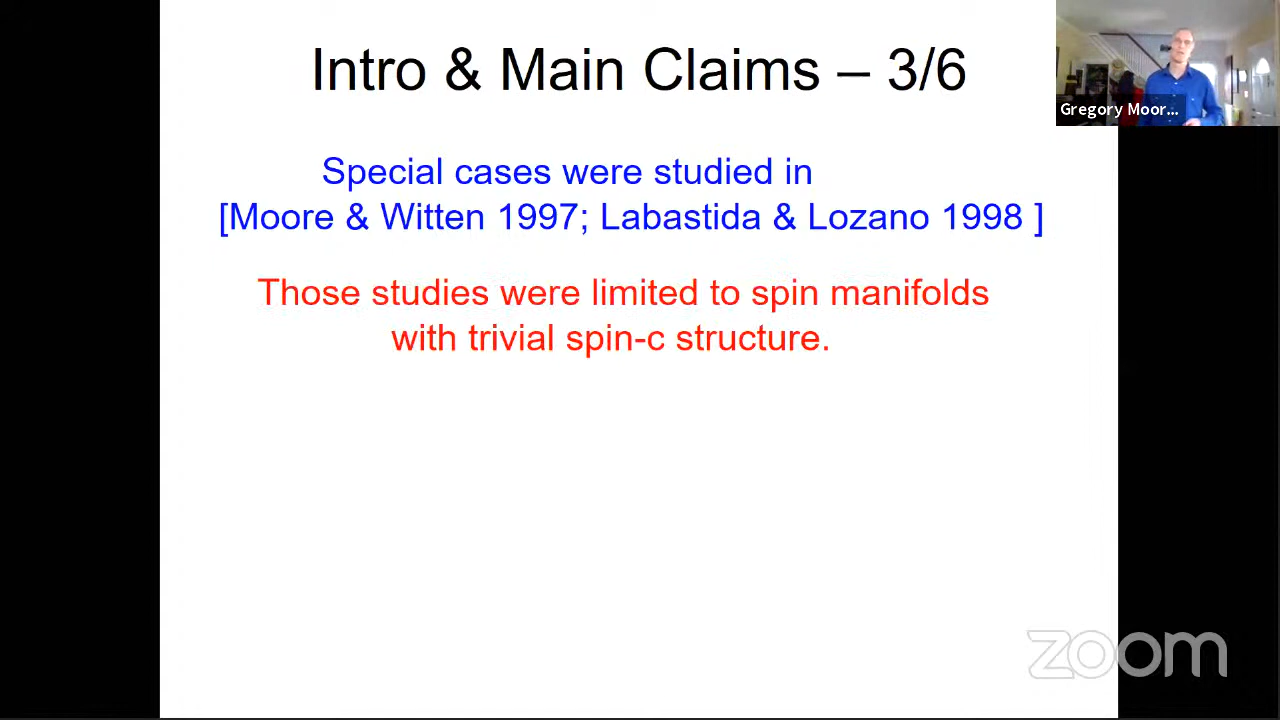 Intro & Main Claims – 3/6
Gregory Moor...
Special cases were studied in
[Moore & Witten 1997; Labastida & Lozano 1998 ]
Those studies were limited to spin manifolds
with trivial spin-c structure.
zoom